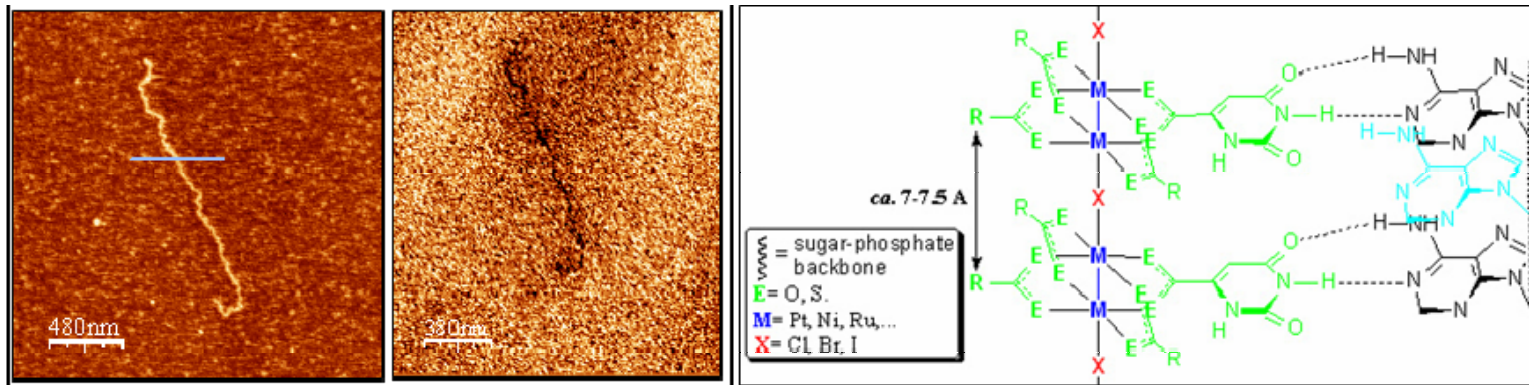 480nm
380nm
X
R E H NH
O N
E E M E N
E N H N N
R E N N
E M E H NH N
N O
H
E E N
R N
ca. 7-7.5 A
X N
R E H NH
O N
sugar-phosphate
= backbone
E= O, S.
M= Pt, Ni, Ru,...
X= Cl, Br, I
E E M E N
R E N H N N
E M E N N
N O
H
E E
R
X